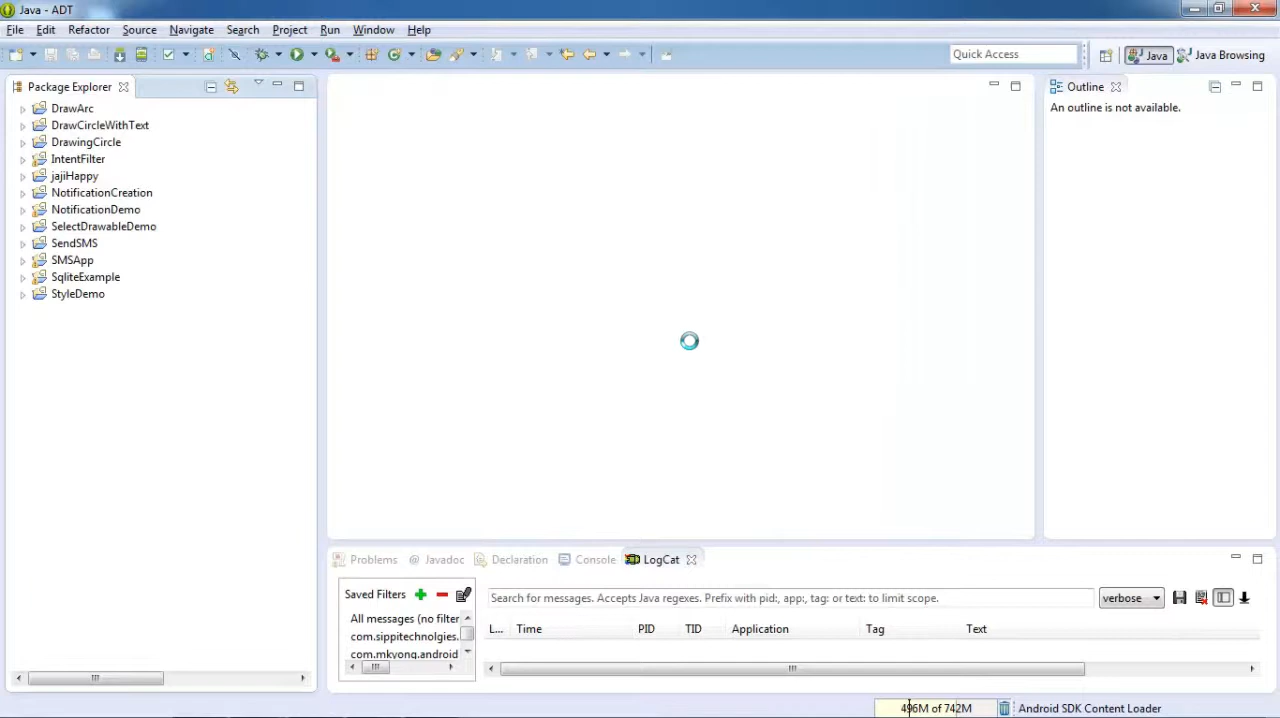 Java - ADT
File Edit Refactor Source Navigate Search Project Run Window Help
Quick Access
Java
Java Browsing
Package Explorer
DrawArc
DrawCircleWithText
DrawingCircle
IntentFilter
jajiHappy
NotificationCreation
NotificationDemo
SelectDrawableDemo
SendSMS
SMSApp
SqliteExample
StyleDemo
Outline
An outline is not available.
Problems @ Javadoc Declaration Console LogCat
Saved Filters
All messages (no filter
com.sippitechnolgies.
com.mkyong.android
Search for messages. Accepts Java regexes. Prefix with pid:, app:, tag: or text: to limit scope.
verbose
L... Time PID TID Application Tag Text
496M of 742M
Android SDK Content Loader